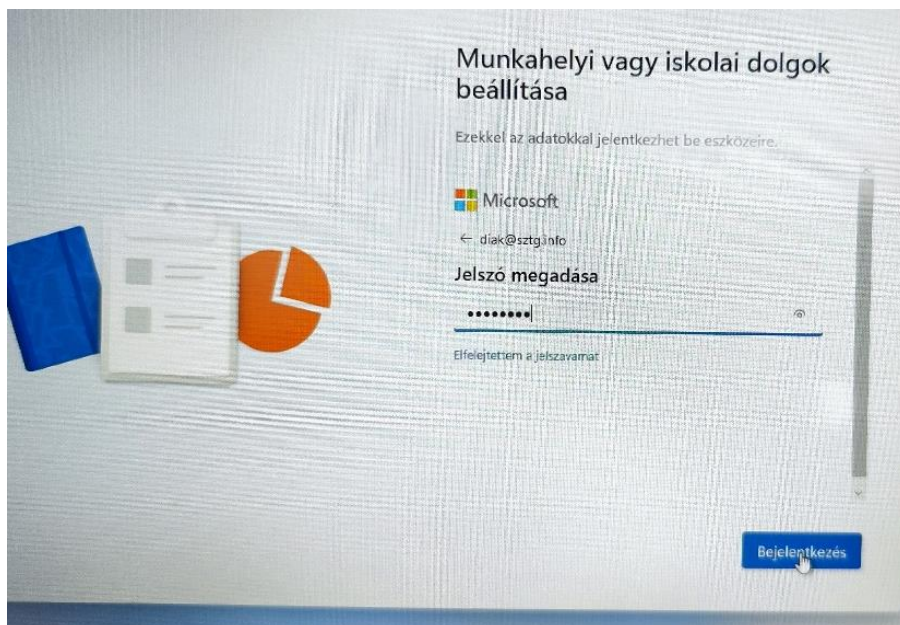 Munkahelyi vagy iskolai dolgok
beállítása
Ezekkel az adatokkal jelentkezhet be eszközeire.
Microsoft
← diak@sztg.info
Jelszó megadása
••••••••
Elfelejtettem a jelszavamat
Bejelentkezés